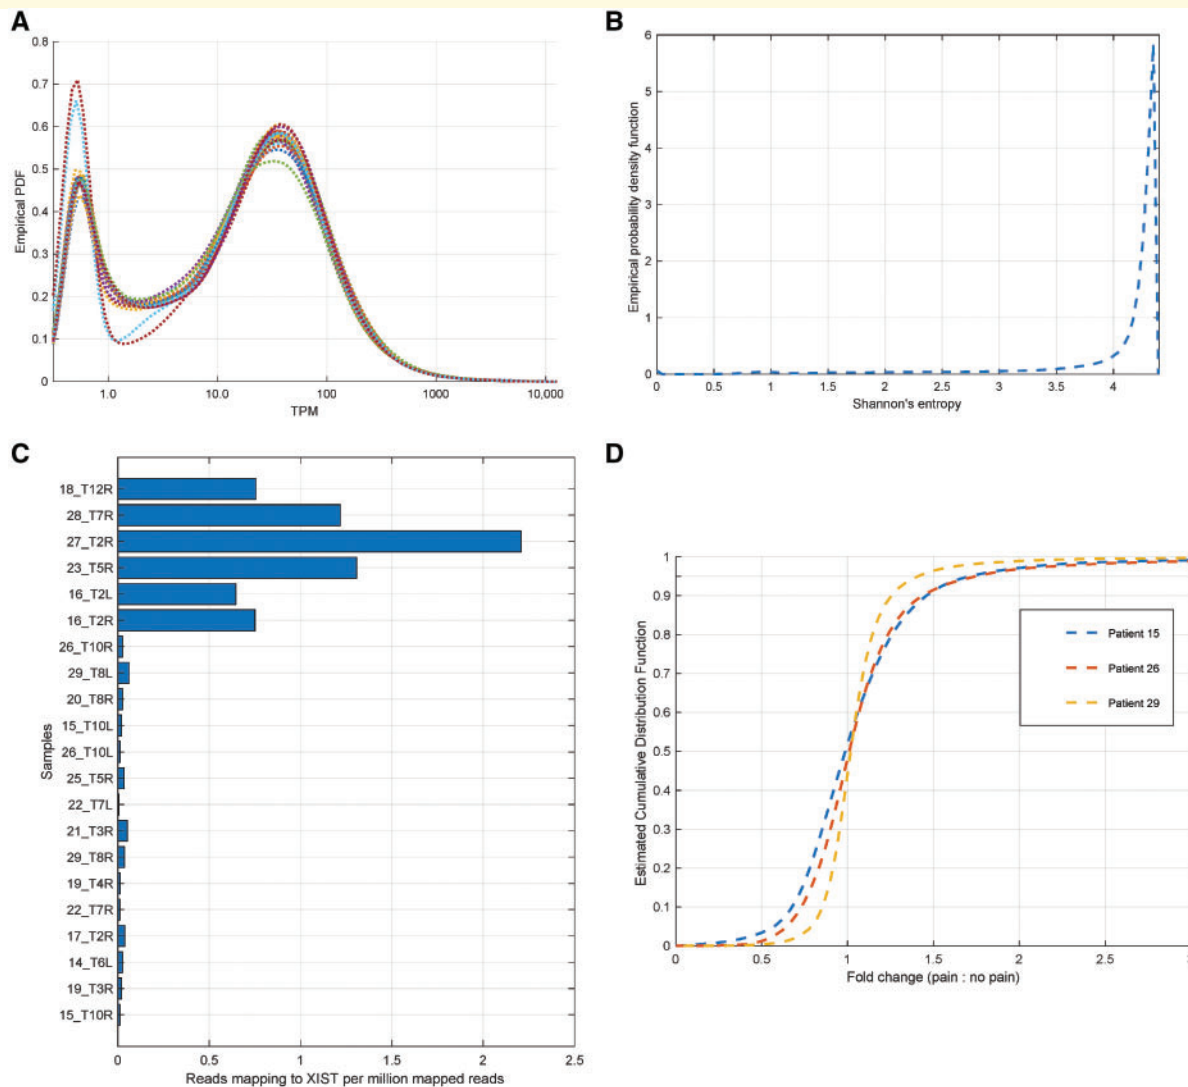 A
0.8
0.7
0.6
0.5
0.4
0.3
0.2
0.1
0
Empirical PDF
1.0 10.0 100 1000 10,000
TPM
B
6
5
4
3
2
1
0
Empirical probability density function
0 0.5 1 1.5 2 2.5 3 3.5 4
Shannon's entropy
C
18_T12R
28_T7R
27_T2R
23_T5R
16_T2L
16_T2R
26_T10R
29_T8L
20_T8R
15_T10L
26_T10L
25_T5R
22_T7L
21_T3R
29_T8R
19_T4R
22_T7R
17_T2R
14_T6L
19_T3R
15_T10R
Samples
0 0.5 1 1.5 2 2.5
Reads mapping to XIST per million mapped reads
D
1
0.9
0.8
0.7
0.6
0.5
0.4
0.3
0.2
0.1
0
Estimated Cumulative Distribution Function
Patient 15
Patient 26
Patient 29
0 0.5 1 1.5 2 2.5
Fold change (pain : no pain)